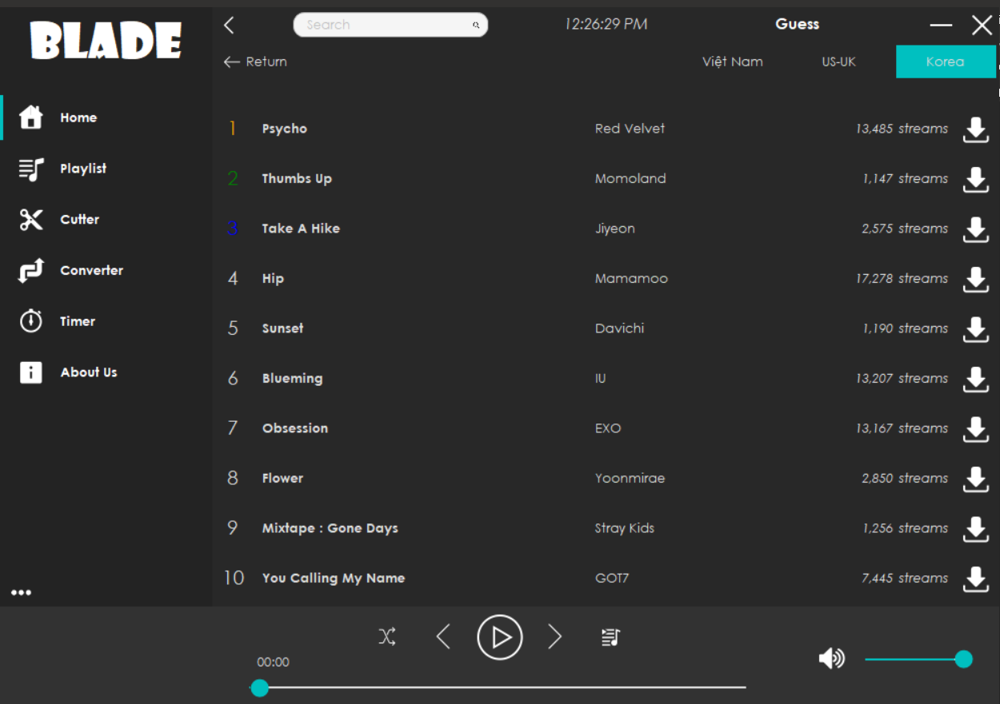 BLADE
Search
12:26:29 PM
Guess
Return
Việt Nam
US-UK
Korea
Home
Playlist
Cutter
Converter
Timer
About Us
1 Psycho Red Velvet 13,485 streams
2 Thumbs Up Momoland 1,147 streams
3 Take A Hike Jiyeon 2,575 streams
4 Hip Mamamoo 17,278 streams
5 Sunset Davichi 1,190 streams
6 Blueming IU 13,207 streams
7 Obsession EXO 13,167 streams
8 Flower Yoonmirae 2,850 streams
9 Mixtape : Gone Days Stray Kids 1,256 streams
10 You Calling My Name GOT7 7,445 streams
00:00